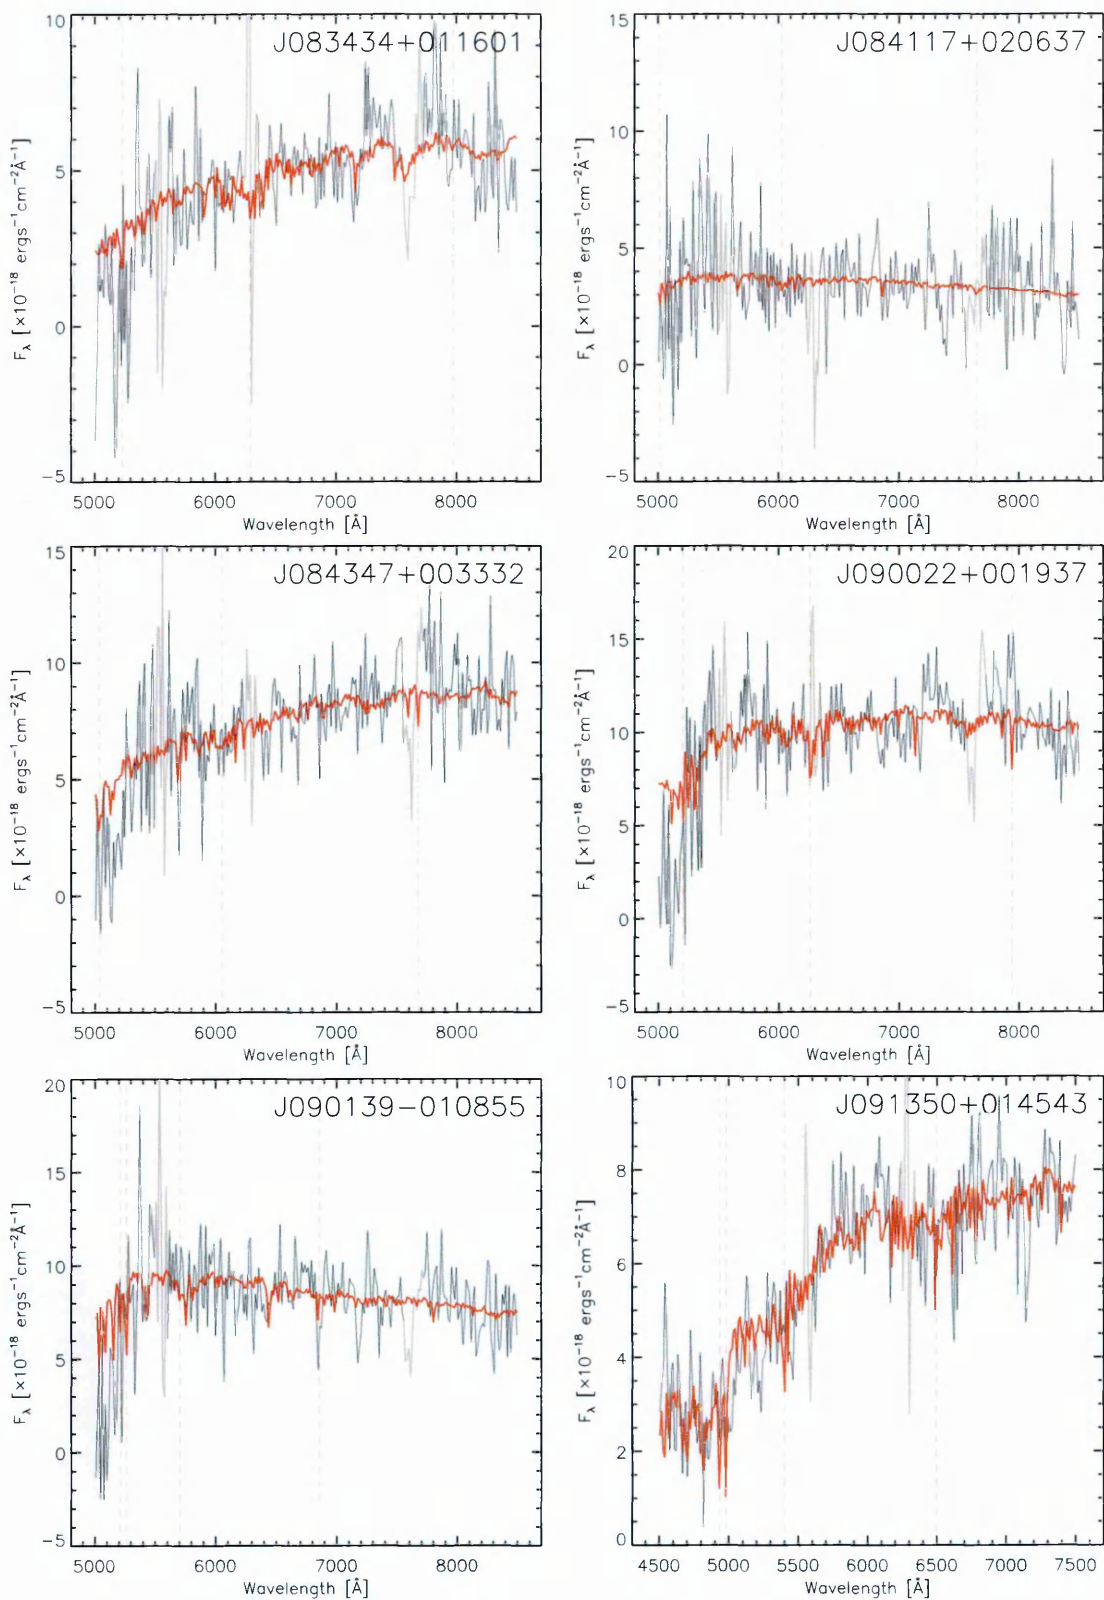 J083434+011601
10
5
0
−5
F_λ [×10⁻¹⁸ ergs⁻¹cm⁻²Å⁻¹]
5000 6000 7000 8000
Wavelength [Å]
J084117+020637
15
10
5
0
−5
F_λ [×10⁻¹⁸ ergs⁻¹cm⁻²Å⁻¹]
5000 6000 7000 8000
Wavelength [Å]
J084347+003332
15
10
5
0
−5
F_λ [×10⁻¹⁸ ergs⁻¹cm⁻²Å⁻¹]
5000 6000 7000 8000
Wavelength [Å]
J090022+001937
20
15
10
5
0
−5
F_λ [×10⁻¹⁸ ergs⁻¹cm⁻²Å⁻¹]
5000 6000 7000 8000
Wavelength [Å]
J090139−010855
20
15
10
5
0
−5
F_λ [×10⁻¹⁸ ergs⁻¹cm⁻²Å⁻¹]
5000 6000 7000 8000
Wavelength [Å]
J091350+014543
10
8
6
4
2
0
F_λ [×10⁻¹⁸ ergs⁻¹cm⁻²Å⁻¹]
4500 5000 5500 6000 6500 7000 7500
Wavelength [Å]